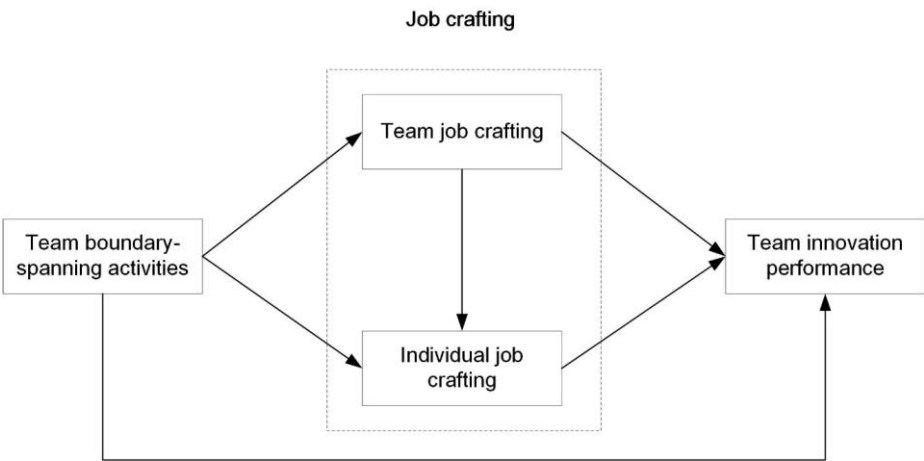 Job crafting
Team job crafting
Team boundary-
spanning activities
Team innovation
performance
Individual job
crafting